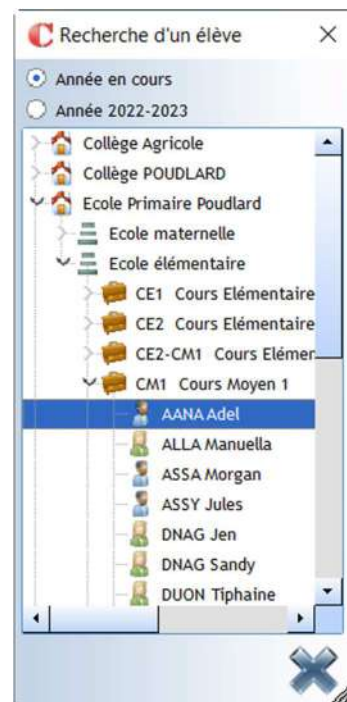 Recherche d'un élève
Année en cours
Année 2022-2023
Collège Agricole
Collège POUDLARD
Ecole Primaire Poudlard
Ecole maternelle
Ecole élémentaire
CE1 Cours Elémentaire
CE2 Cours Elémentaire
CE2-CM1 Cours Elémer
CM1 Cours Moyen 1
AANA Adel
ALLA Manuella
ASSA Morgan
ASSY Jules
DNAG Jen
DNAG Sandy
DUON Tiphaine